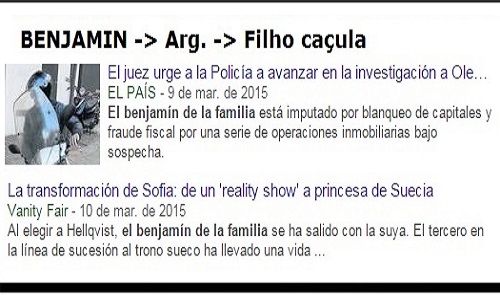 BENJAMIN -> Arg. -> Filho caçula
El juez urge a la Policía a avanzar en la investigación a Ole…
EL PAÍS - 9 de mar. de 2015
El benjamín de la familia está imputado por blanqueo de capitales y
fraude fiscal por una serie de operaciones inmobiliarias bajo
sospecha.
La transformación de Sofia: de un 'reality show' a princesa de Suecia
Vanity Fair - 10 de mar. de 2015
Al elegir a Hellqvist, el benjamín de la familia se ha salido con la suya. El tercero en
la línea de sucesión al trono sueco ha llevado una vida ...